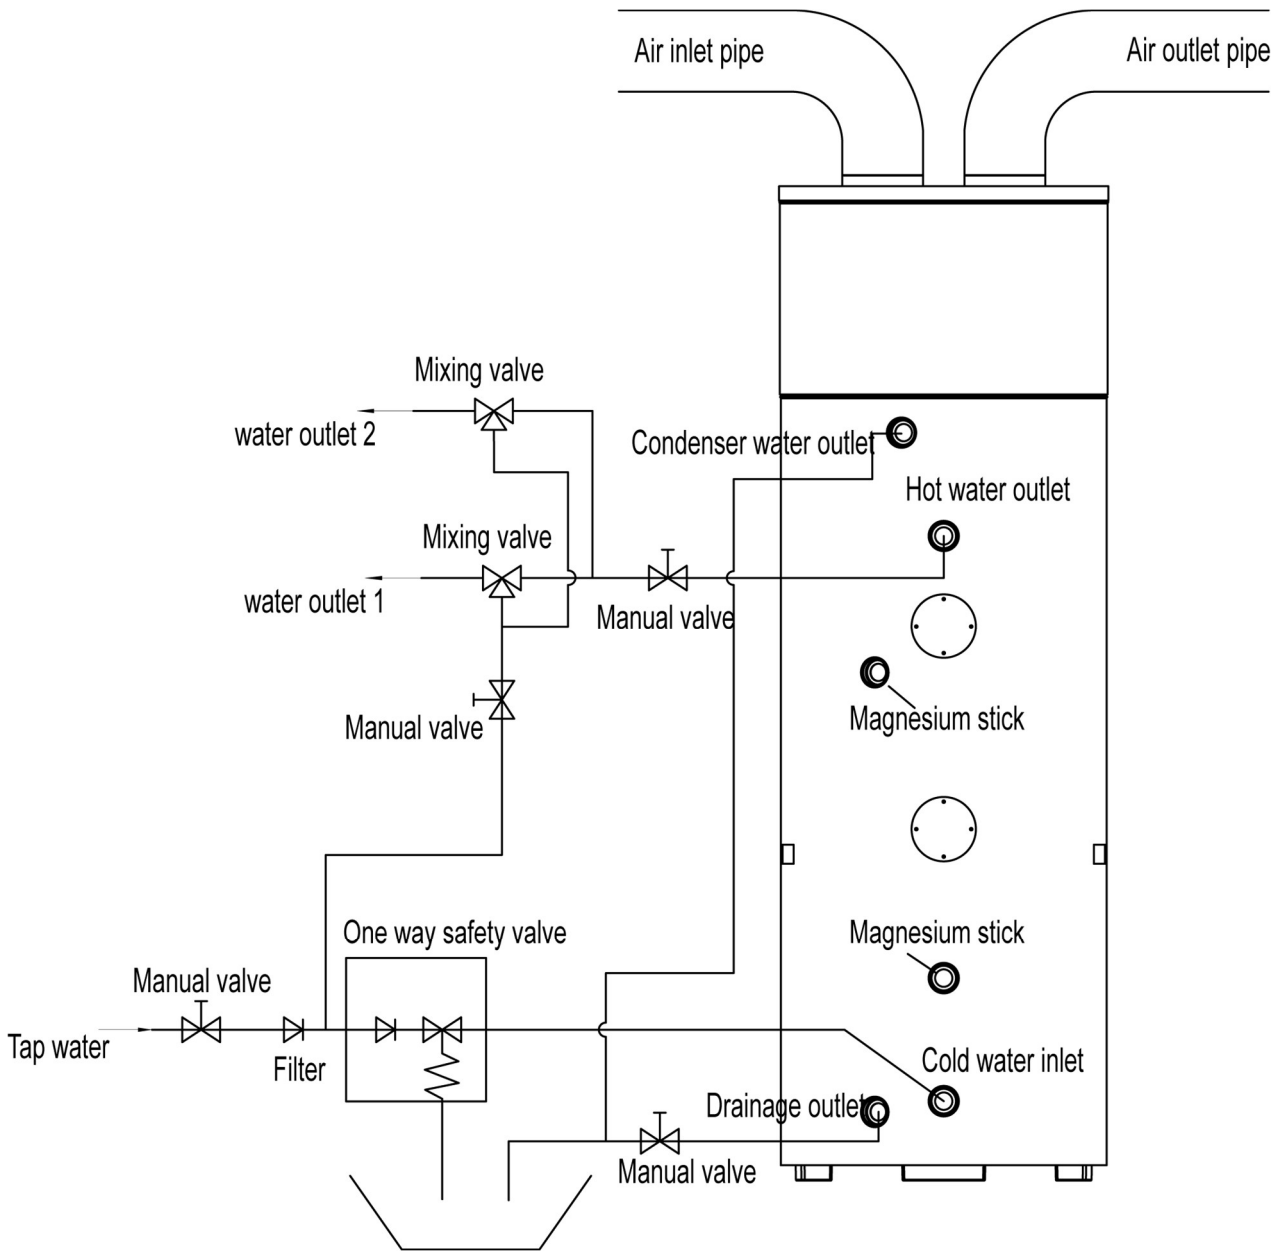 Air inlet pipe
Air outlet pipe
Mixing valve
water outlet 2
Condenser water outlet
Hot water outlet
Mixing valve
water outlet 1
Manual valve
Magnesium stick
Manual valve
One way safety valve
Magnesium stick
Manual valve
Tap water
Filter
Cold water inlet
Drainage outlet
Manual valve